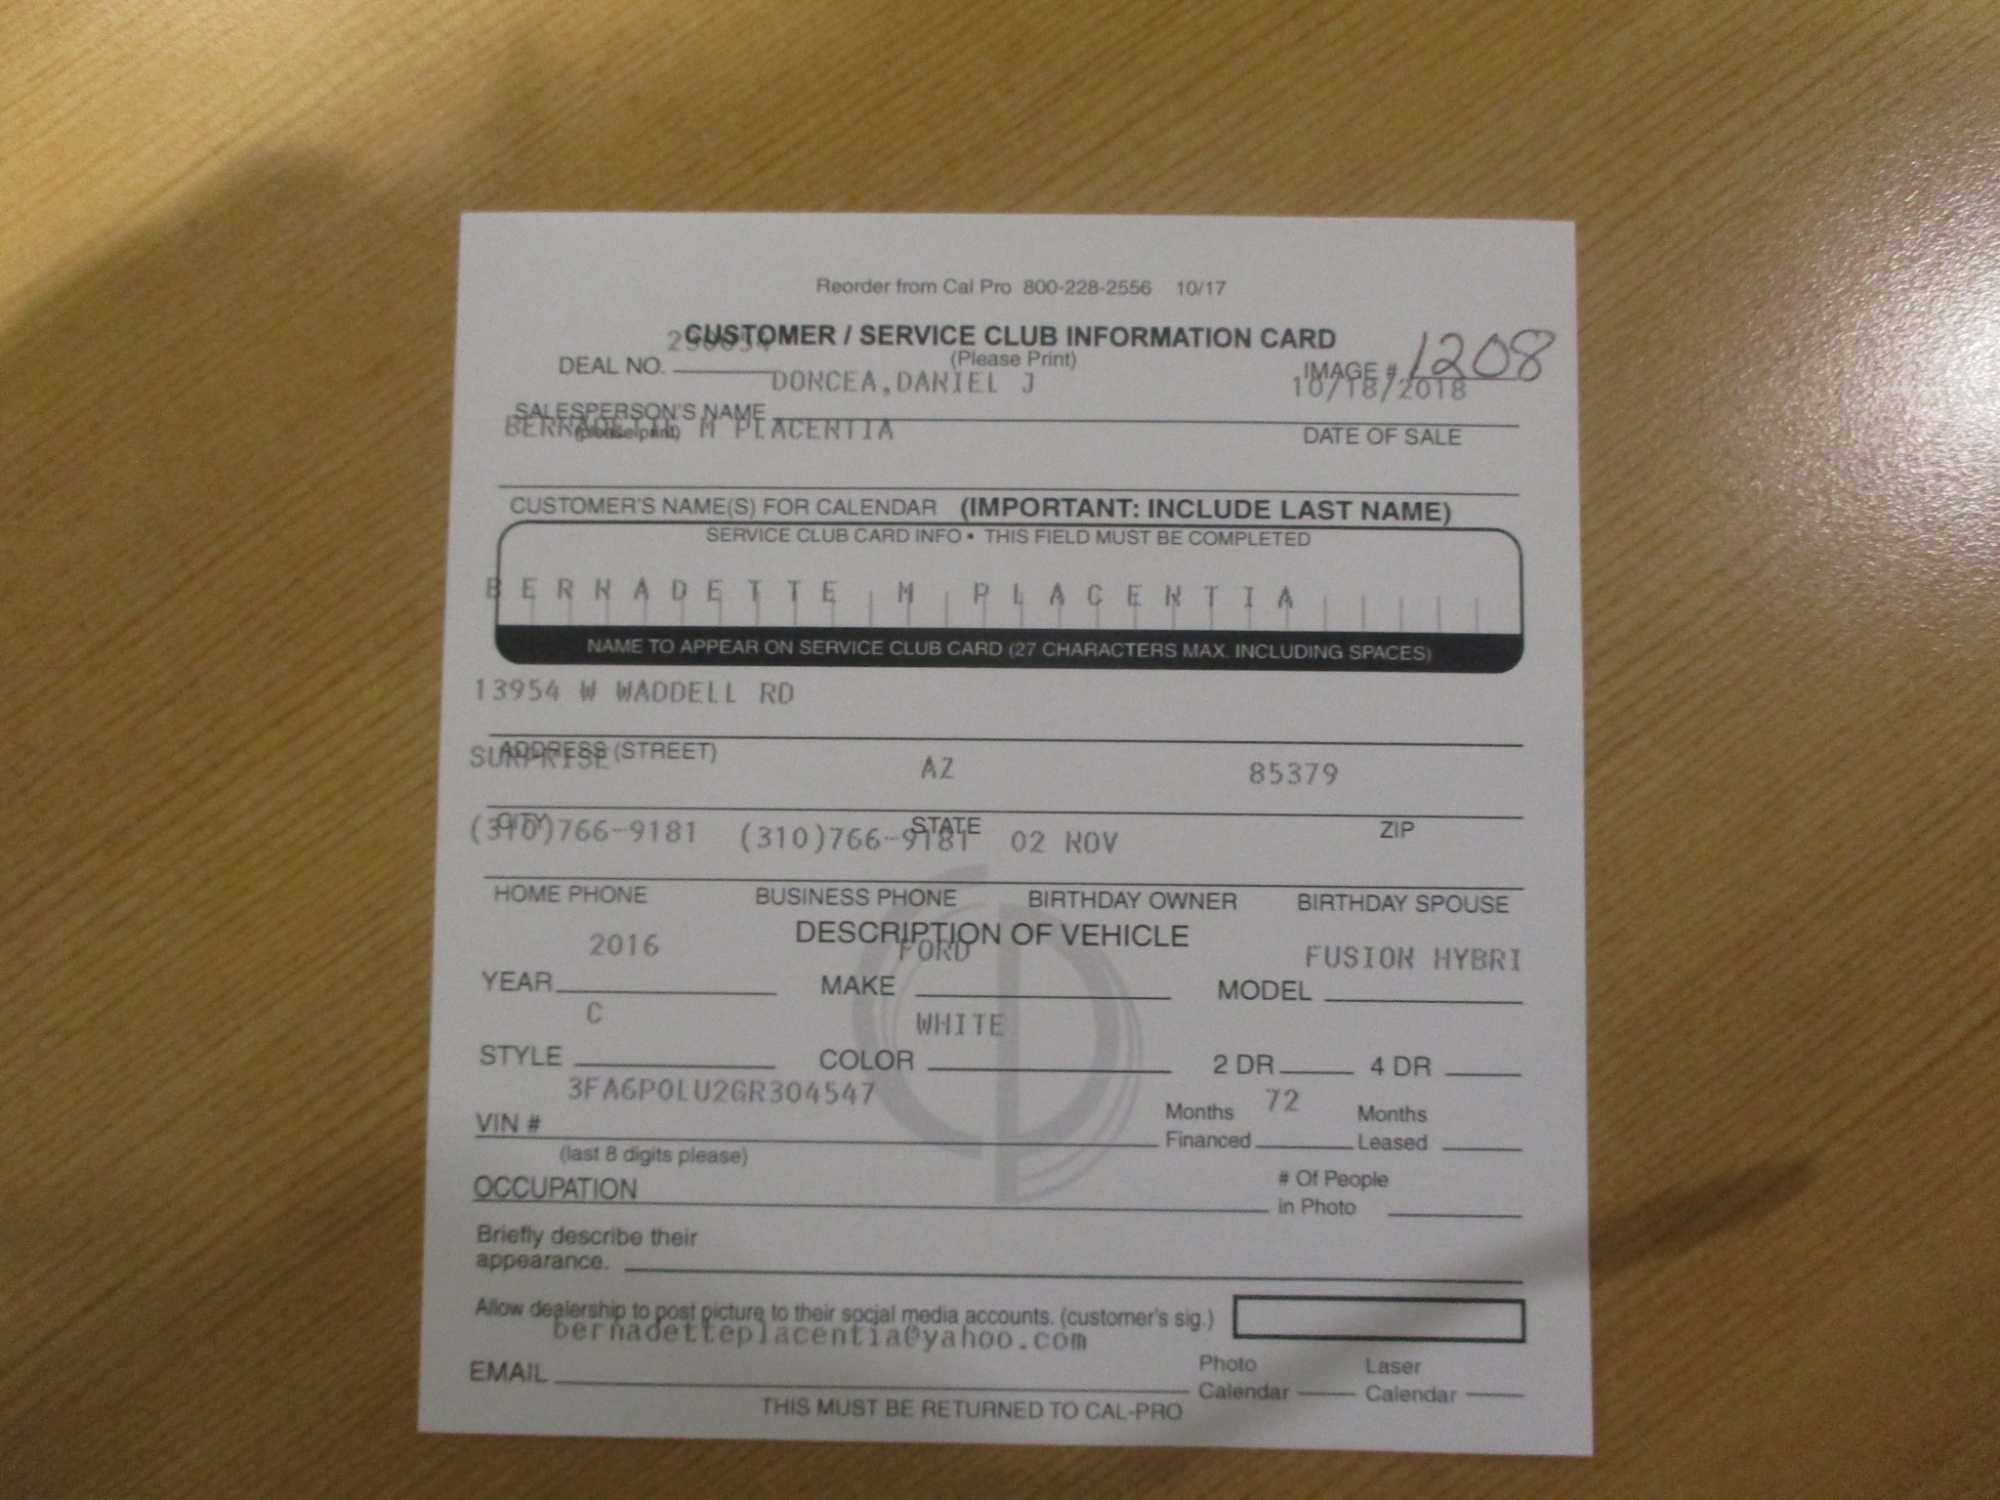 Reorder from Cal Pro 800-228-2556 10/17
CUSTOMER / SERVICE CLUB INFORMATION CARD
(Please Print)
DEAL NO.
IMAGE # 1208
DONCEA,DANIEL J 10/18/2018
SALESPERSON'S NAME
(please print)
DATE OF SALE
BERNADETTE M PLACENTIA
CUSTOMER'S NAME(S) FOR CALENDAR (IMPORTANT: INCLUDE LAST NAME)
SERVICE CLUB CARD INFO • THIS FIELD MUST BE COMPLETED
BERNADETTE M PLACENTIA
NAME TO APPEAR ON SERVICE CLUB CARD (27 CHARACTERS MAX. INCLUDING SPACES)
13954 W WADDELL RD
ADDRESS (STREET)
SURPRISE AZ 85379
CITY STATE ZIP
(310)766-9181 (310)766-9181 02 NOV
HOME PHONE BUSINESS PHONE BIRTHDAY OWNER BIRTHDAY SPOUSE
DESCRIPTION OF VEHICLE
2016 FORD FUSION HYBRI
YEAR MAKE MODEL
C WHITE
STYLE COLOR 2 DR 4 DR
3FA6P0LU2GR304547 72
VIN # Months Financed Months Leased
(last 8 digits please)
OCCUPATION # Of People in Photo
Briefly describe their
appearance.
Allow dealership to post picture to their social media accounts. (customer's sig.)
bernadetteplacentia@yahoo.com
EMAIL Photo Calendar Laser Calendar
THIS MUST BE RETURNED TO CAL-PRO